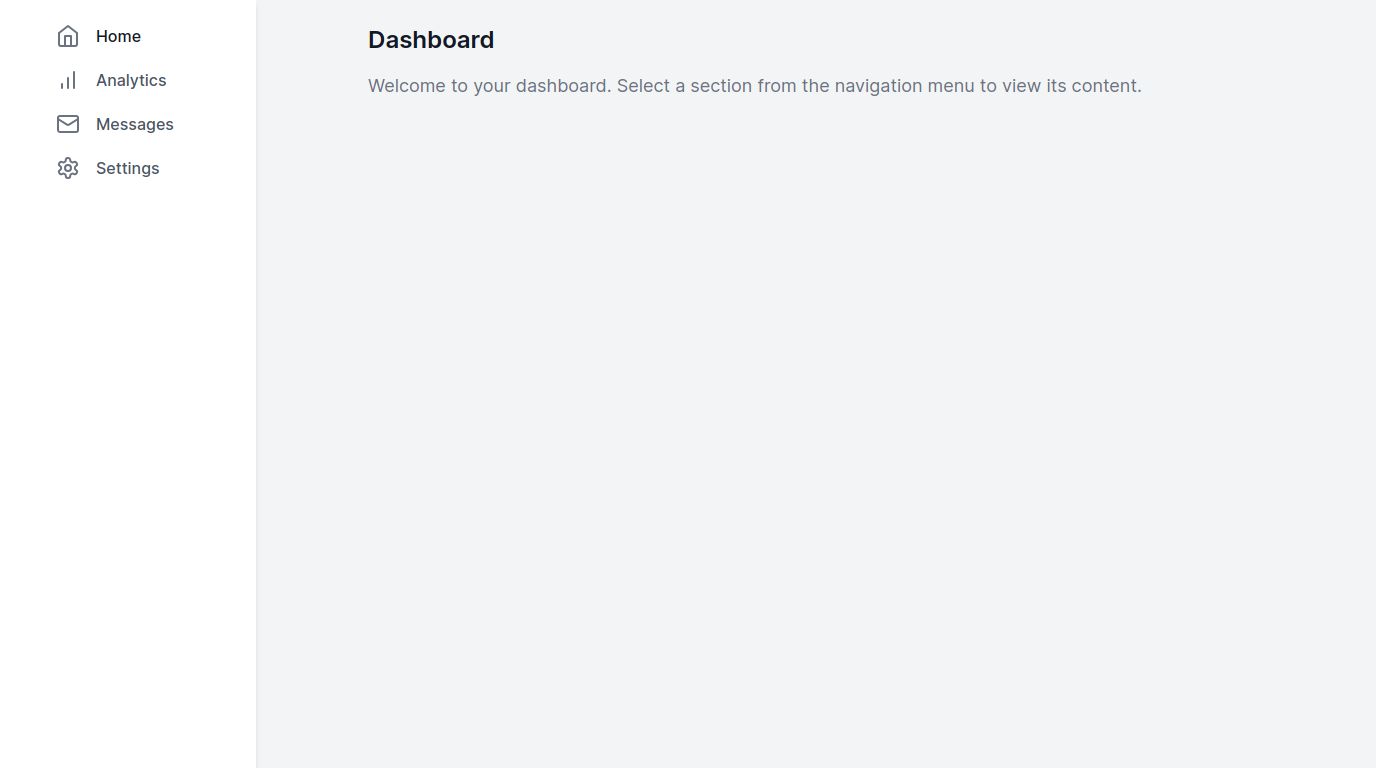 Home
Analytics
Messages
Settings
Dashboard
Welcome to your dashboard. Select a section from the navigation menu to view its content.